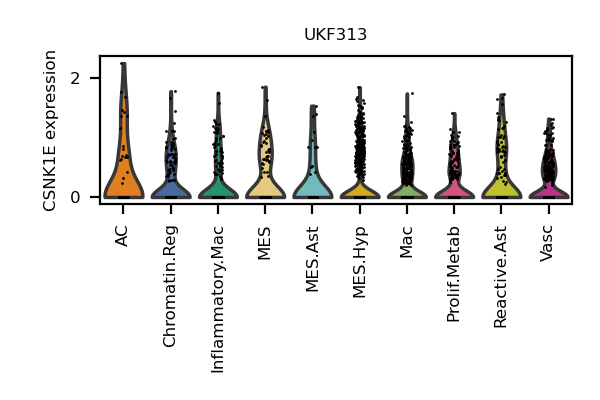 UKF313
CSNK1E expression
2
0
AC
Chromatin.Reg
Inflammatory.Mac
MES
MES.Ast
MES.Hyp
Mac
Prolif.Metab
Reactive.Ast
Vasc